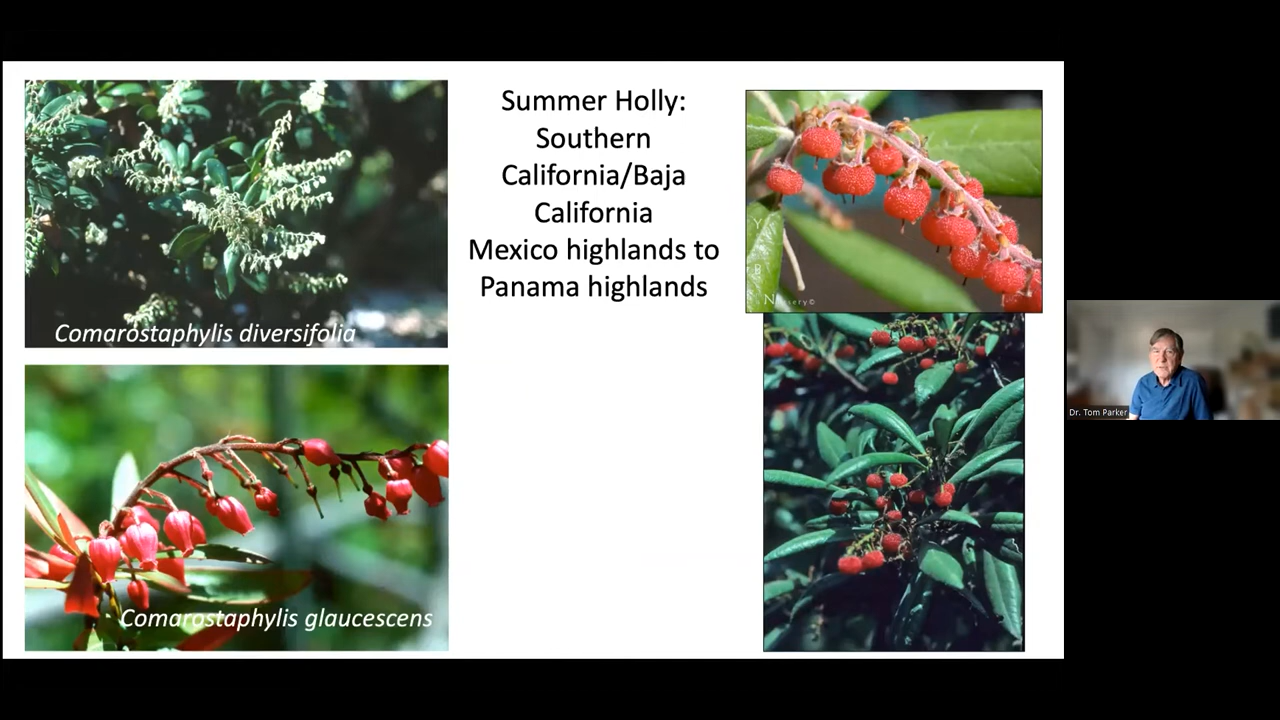 Summer Holly:
Southern
California/Baja
California
Mexico highlands to
Panama highlands
Comarostaphylis diversifolia
Comarostaphylis glaucescens
Dr. Tom Parker